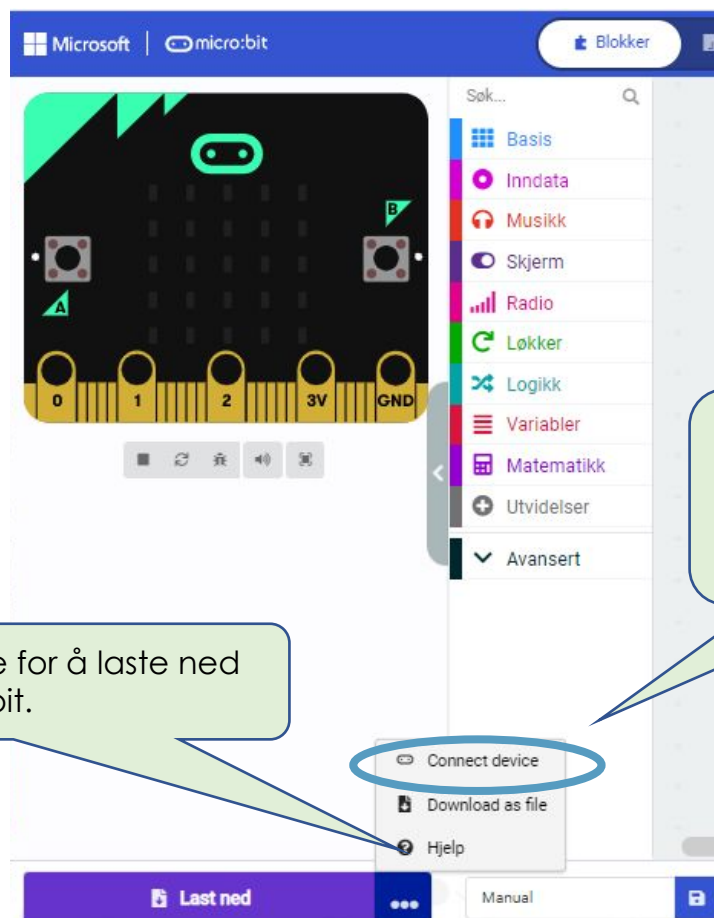 Microsoft | micro:bit
Blokker
Søk...
Basis
Inndata
Musikk
Skjerm
Radio
Løkker
Logikk
Variabler
Matematikk
Utvidelser
Avansert
B
A
0 1 2 3V GND
for å laste ned
Connect device
Download as file
Hjelp
Last ned
Manual